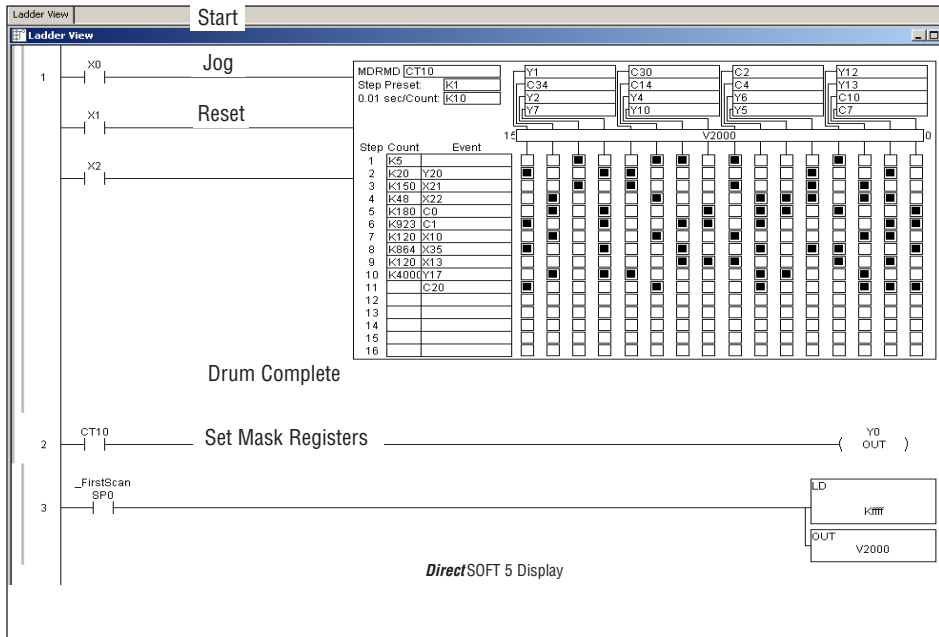 Ladder View
Start
Ladder View
X0
Jog
1
MDRMD CT10
Step Preset: K1
0.01 sec/Count: K10
Y1 C30 C2 Y12
C34 C14 C4 Y13
Y2 Y4 Y6 C10
Y7 Y10 Y5 C7
X1
Reset
15 V2000 0
Step Count Event
X2
1 K5
2 K20 Y20
3 K150 X21
4 K48 X22
5 K180 C0
6 K923 C1
7 K120 X10
8 K864 X35
9 K120 X13
10 K4000 Y17
11 C20
12
13
14
15
16
Drum Complete
CT10
2
Set Mask Registers
Y0
OUT
_FirstScan
SP0
3
LD
Kffff
OUT
V2000
DirectSOFT 5 Display